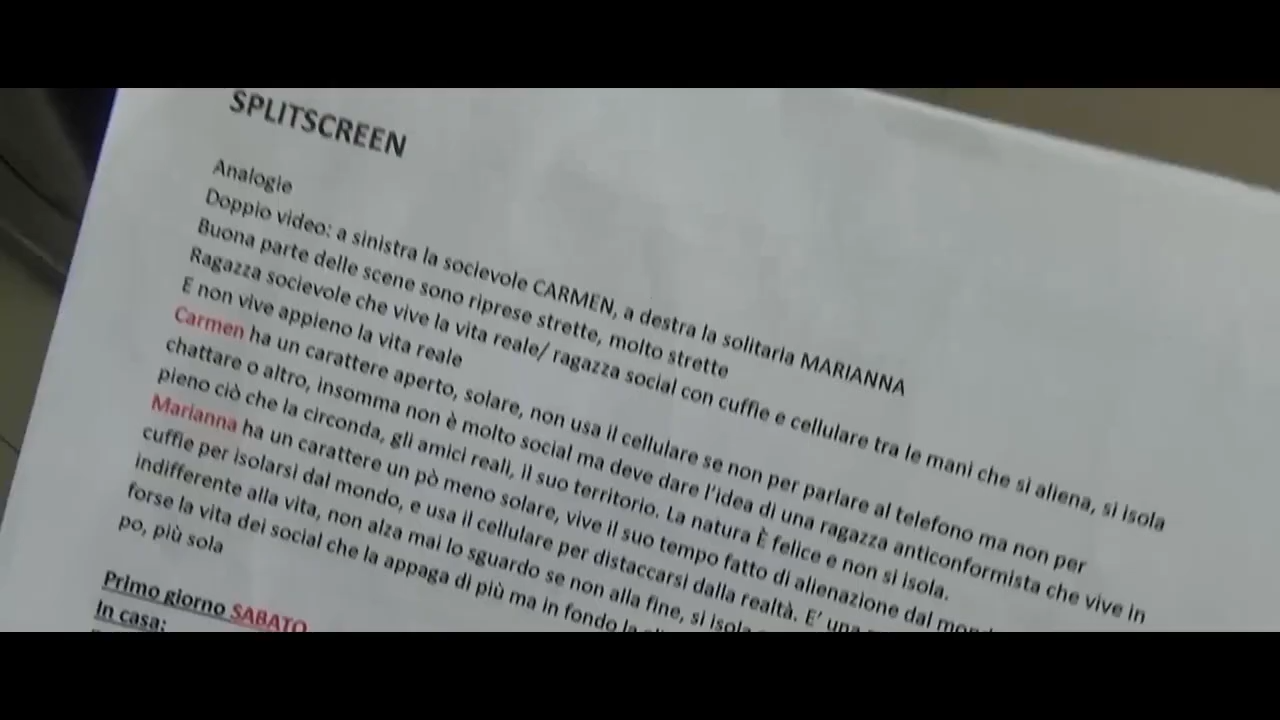 SPLITSCREEN
Analogie
Doppio video: a sinistra la socievole CARMEN, a destra la solitaria MARIANNA
Buona parte delle scene sono riprese strette, molto strette
Ragazza socievole che vive la vita reale/ ragazza social con cuffie e cellulare tra le mani che si aliena, si isola
E non vive appieno la vita reale
Carmen ha un carattere aperto, solare, non usa il cellulare se non per parlare al telefono ma non per
chattare o altro, insomma non è molto social ma deve dare l'idea di una ragazza anticonformista che vive in
pieno ciò che la circonda, gli amici reali, il suo territorio. La natura È felice e non si isola.
Marianna ha un carattere un pò meno solare, vive il suo tempo fatto di alienazione dal
cuffie per isolarsi dal mondo, e usa il cellulare per distaccarsi dalla realtà. E'
indifferente alla vita, non alza mai lo sguardo se non alla fine, si isola
forse la vita dei social che la appaga di più ma in fondo
po, più sola
Primo giorno SABATO
In casa: